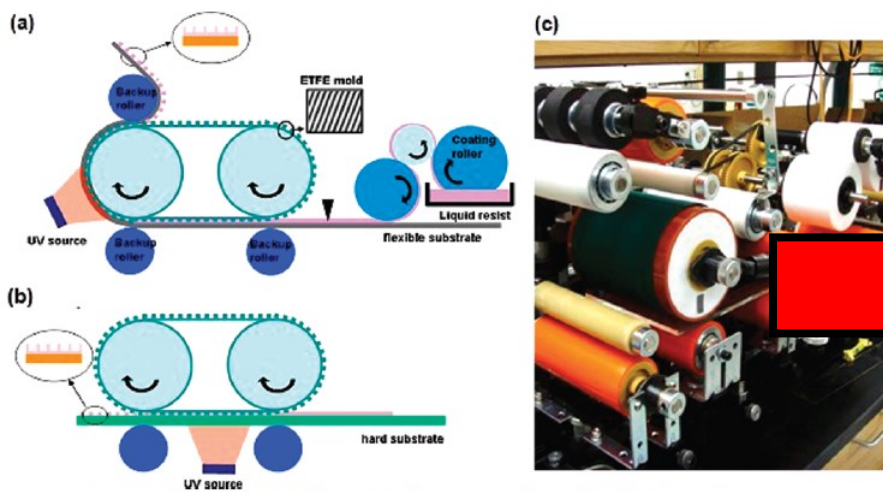 (a)
Backup
roller
ETFE mold
Coating
roller
Liquid resist
UV source
Backup
roller
Backup
roller
flexible substrate
(b)
hard substrate
UV source
(c)